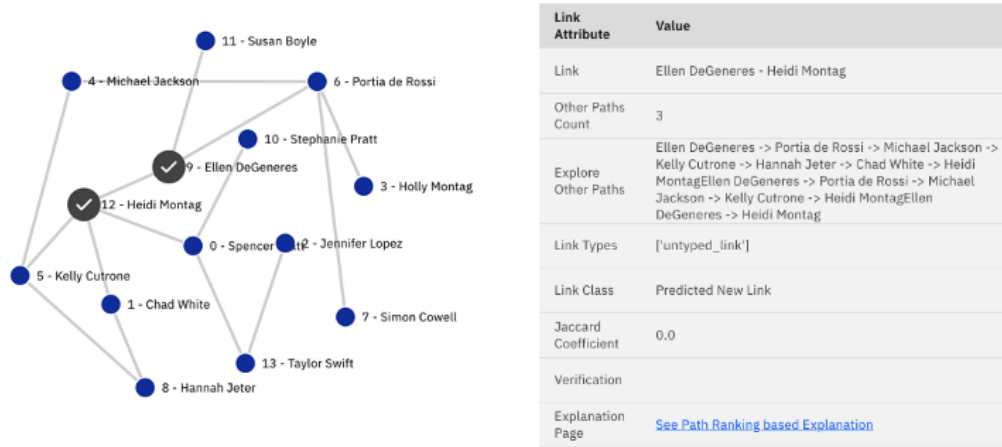 11 - Susan Boyle
4 - Michael Jackson
6 - Portia de Rossi
10 - Stephanie Pratt
9 - Ellen DeGeneres
3 - Holly Montag
12 - Heidi Montag
0 - Spencer
2 - Jennifer Lopez
5 - Kelly Cutrone
1 - Chad White
7 - Simon Cowell
13 - Taylor Swift
8 - Hannah Jeter
Link
Attribute
Value
Link
Ellen DeGeneres - Heidi Montag
Other Paths
Count
3
Explore
Other Paths
Ellen DeGeneres -> Portia de Rossi -> Michael Jackson ->
Kelly Cutrone -> Hannah Jeter -> Chad White -> Heidi
MontagEllen DeGeneres -> Portia de Rossi -> Michael
Jackson -> Kelly Cutrone -> Heidi MontagEllen
DeGeneres -> Heidi Montag
Link Types
['untyped_link']
Link Class
Predicted New Link
Jaccard
Coefficient
0.0
Verification
Explanation
Page
See Path Ranking based Explanation